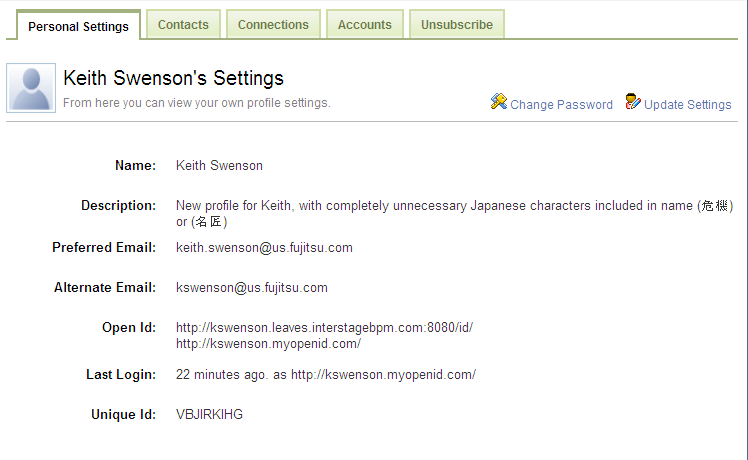 Personal Settings Contacts Connections Accounts Unsubscribe
Keith Swenson's Settings
From here you can view your own profile settings. Change Password Update Settings
Name: Keith Swenson
Description: New profile for Keith, with completely unnecessary Japanese characters included in name (危機)
or (名匠)
Preferred Email: keith.swenson@us.fujitsu.com
Alternate Email: kswenson@us.fujitsu.com
Open Id: http://kswenson.leaves.interstagebpm.com:8080/id/
http://kswenson.myopenid.com/
Last Login: 22 minutes ago. as http://kswenson.myopenid.com/
Unique Id: VBJIRKIHG